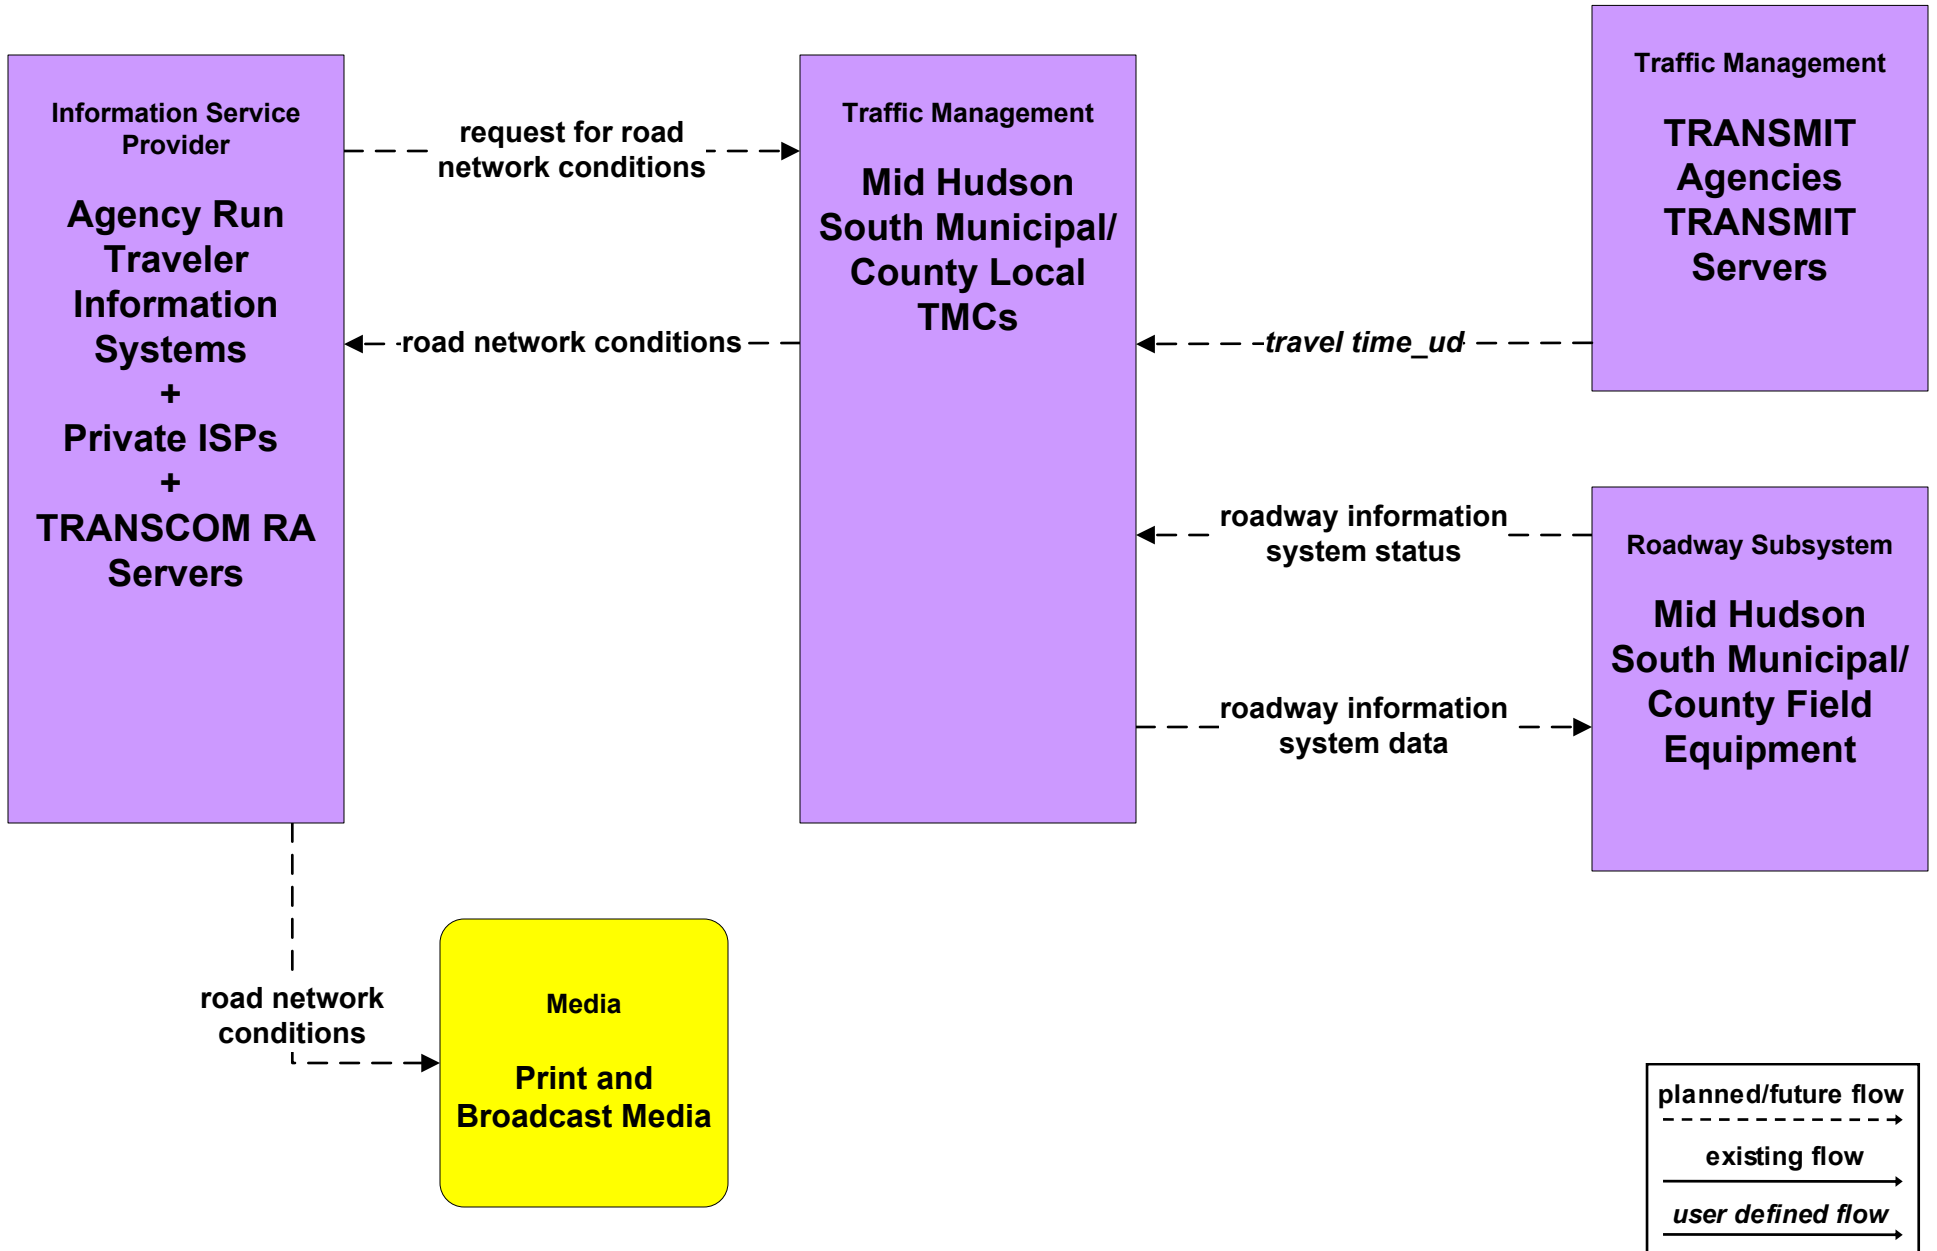 Information Service
Provider
Agency Run
Traveler
Information
Systems
+
Private ISPs
+
TRANSCOM RA
Servers
request for road
network conditions
road network conditions
Traffic Management
Mid Hudson
South Municipal/
County Local
TMCs
Traffic Management
TRANSMIT
Agencies
TRANSMIT
Servers
travel time_ud
roadway information
system status
roadway information
system data
Roadway Subsystem
Mid Hudson
South Municipal/
County Field
Equipment
road network
conditions
Media
Print and
Broadcast Media
planned/future flow
existing flow
user defined flow